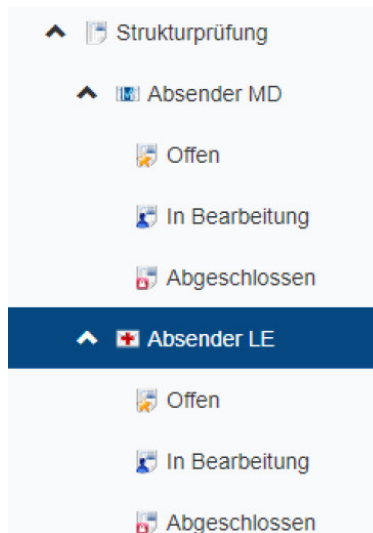 Strukturprüfung
Absender MD
Offen
In Bearbeitung
Abgeschlossen
Absender LE
Offen
In Bearbeitung
Abgeschlossen